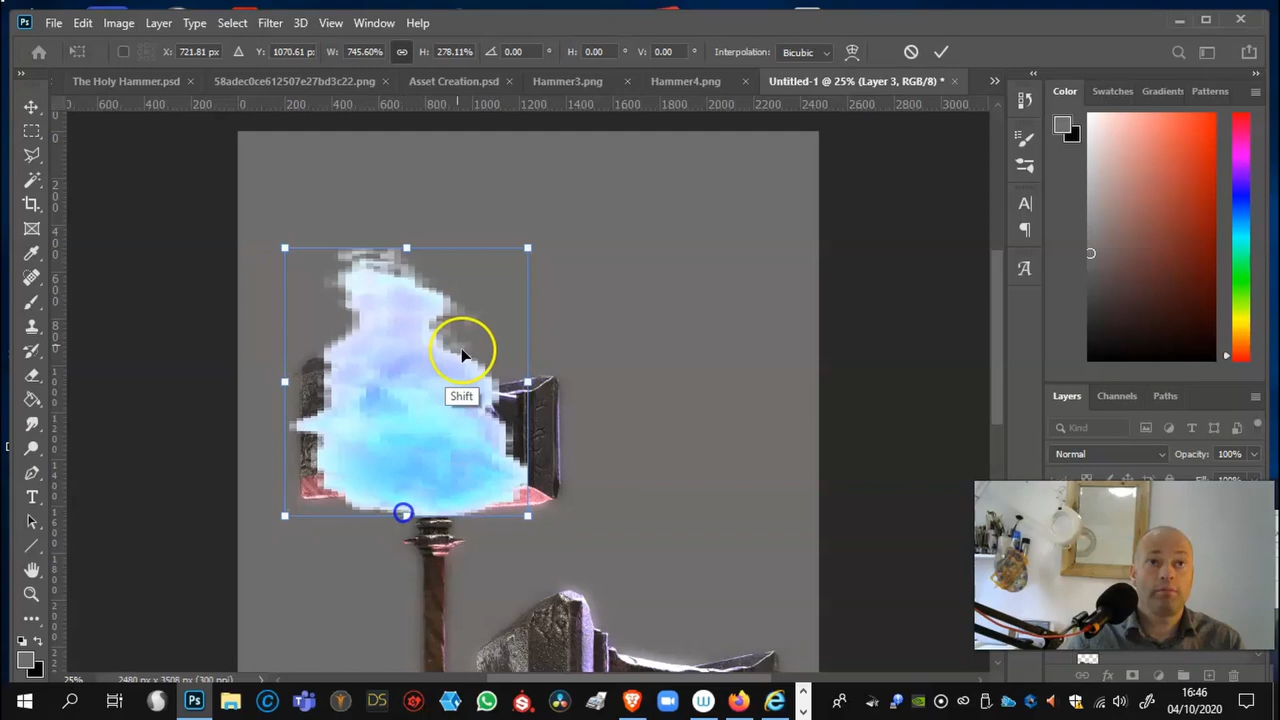 Ps File Edit Image Layer Type Select Filter 3D View Window Help
X: 721.81 px Y: 1070.61 px W: 745.60% H: 278.11% 0.00 ° H: 0.00 ° V: 0.00 ° Interpolation: Bicubic
The Holy Hammer.psd × 58adec0ce612507e27bd3c22.png × Asset Creation.psd × Hammer3.png × Hammer4.png × Untitled-1 @ 25% (Layer 3, RGB/8) * ×
Color Swatches Gradients Patterns
600 400 200 0 200 400 600 800 1000 1200 1400 1600 1800 2000 2200 2400 2600 2800 3000
Shift
Layers Channels Paths
Kind
Normal Opacity: 100%
25% 2480 px x 3508 px (300 ppi)
16:46
04/10/2020